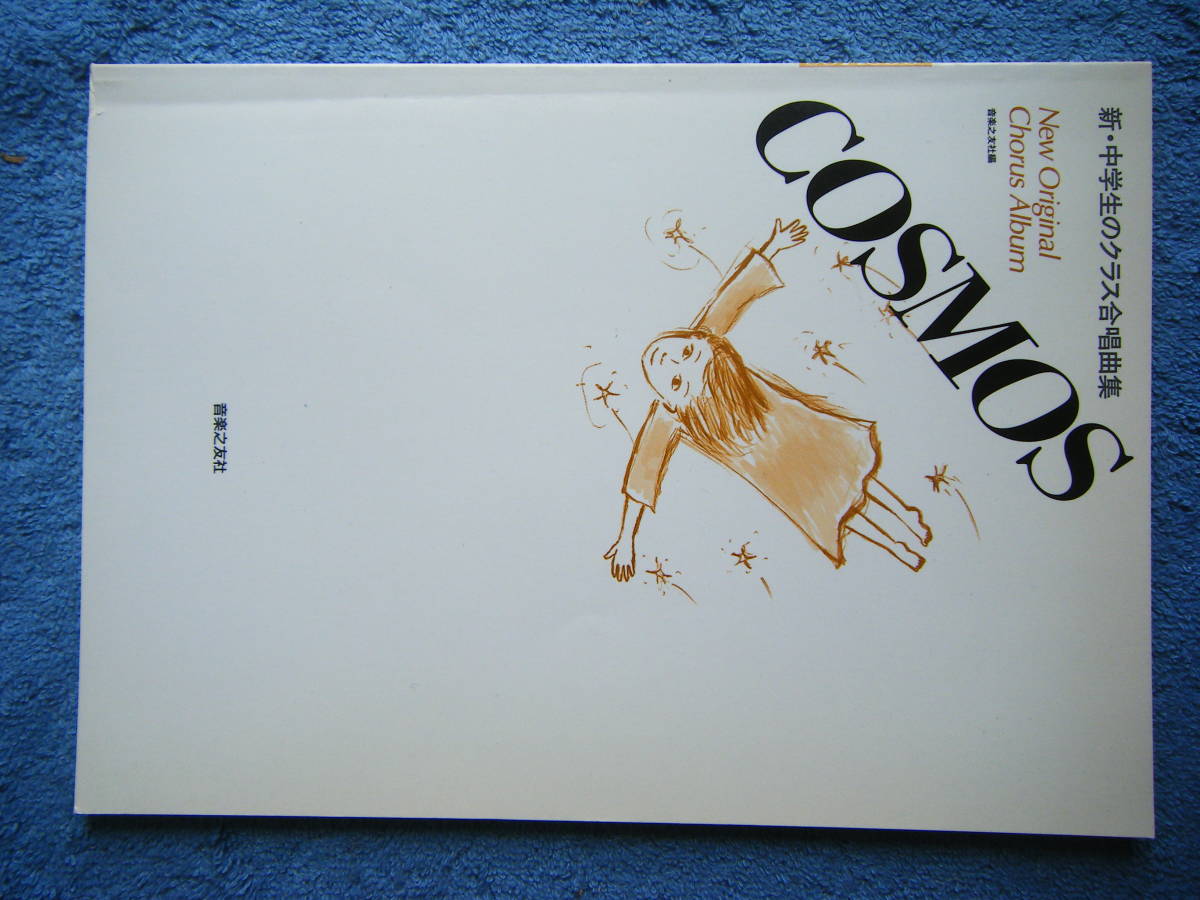 新・中学生のクラス合唱曲集
New Original
Chorus Album
音楽之友社編
COSMOS
音楽之友社